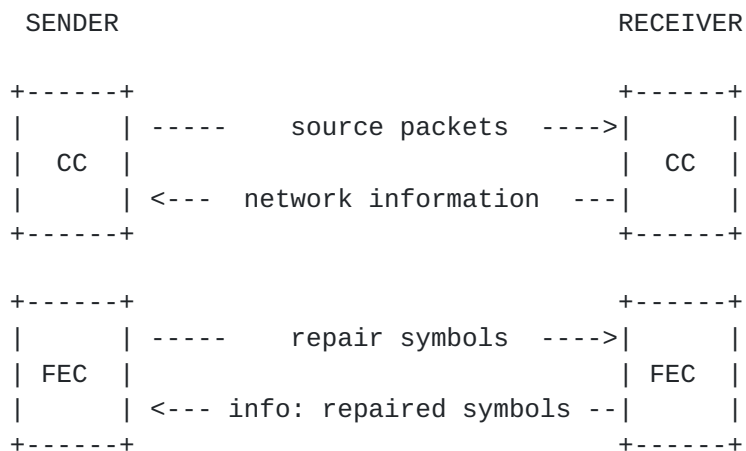 SENDER                                RECEIVER

+------+                               +------+
|      | -----    source packets  ---->|      |
|  CC  |                               |  CC  |
|      | <---  network information  ---|      |
+------+                               +------+

+------+                               +------+
|      | -----    repair symbols  ---->|      |
| FEC  |                               | FEC  |
|      | <--- info: repaired symbols --|      |
+------+                               +------+